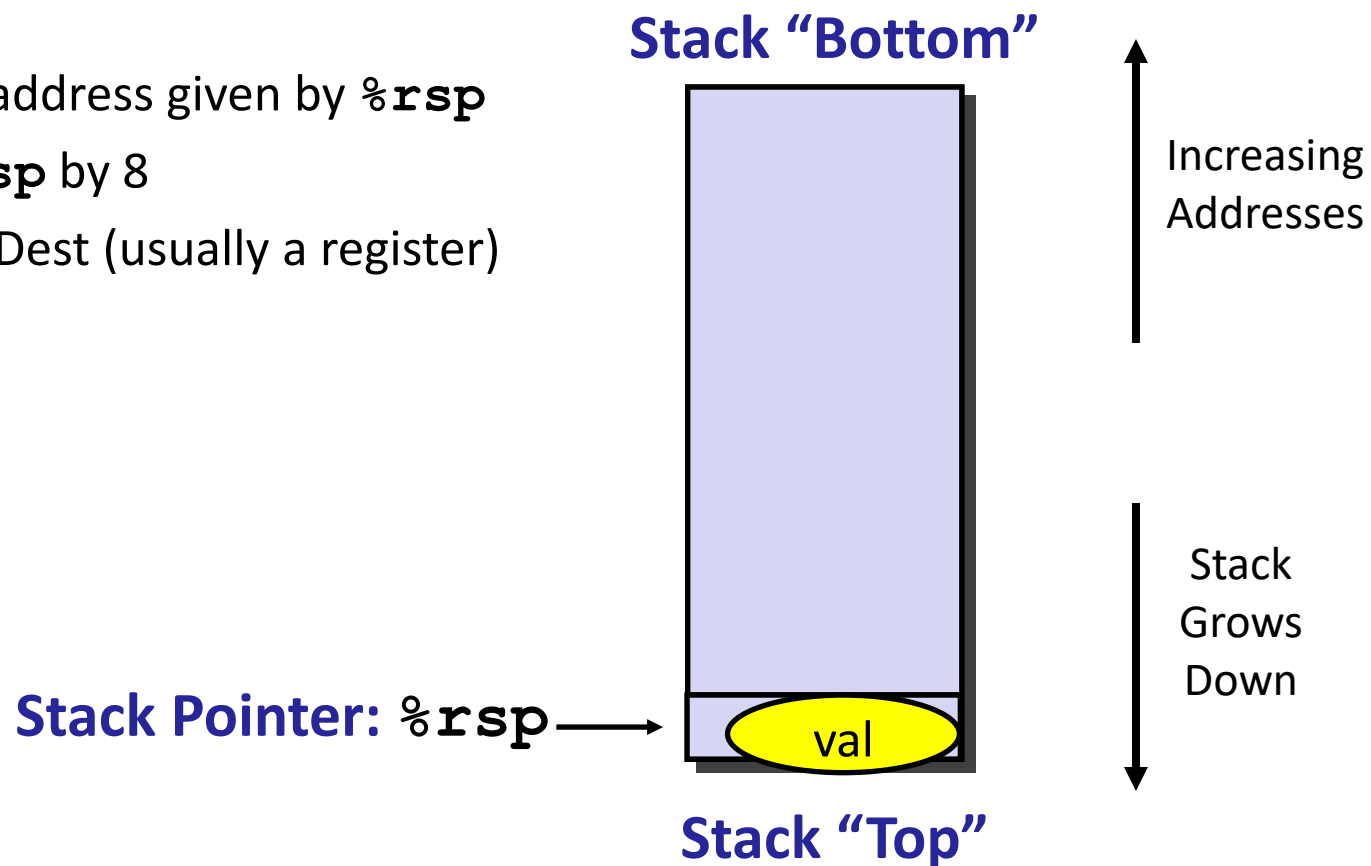 Stack “Bottom”
address given by %rsp
sp by 8
Dest (usually a register)
Increasing
Addresses
Stack
Grows
Down
Stack Pointer: %rsp
val
Stack “Top”